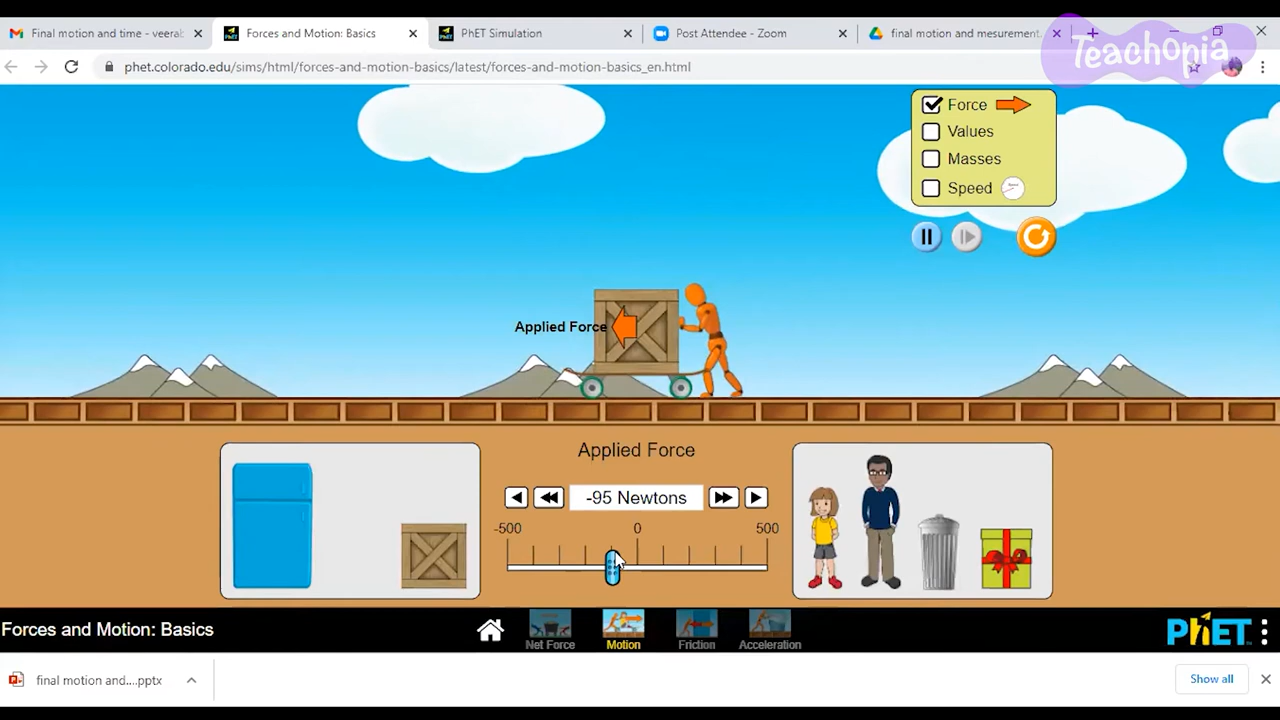 Final motion and time - veerab
Forces and Motion: Basics
PhET Simulation
Post Attendee - Zoom
final motion and mesurement.
Teachopia
phet.colorado.edu/sims/html/forces-and-motion-basics/latest/forces-and-motion-basics_en.html
Force
Values
Masses
Speed
Applied Force
Applied Force
-95 Newtons
-500 0 500
Forces and Motion: Basics
Net Force
Motion
Friction
Acceleration
PhET
final motion and....pptx
Show all